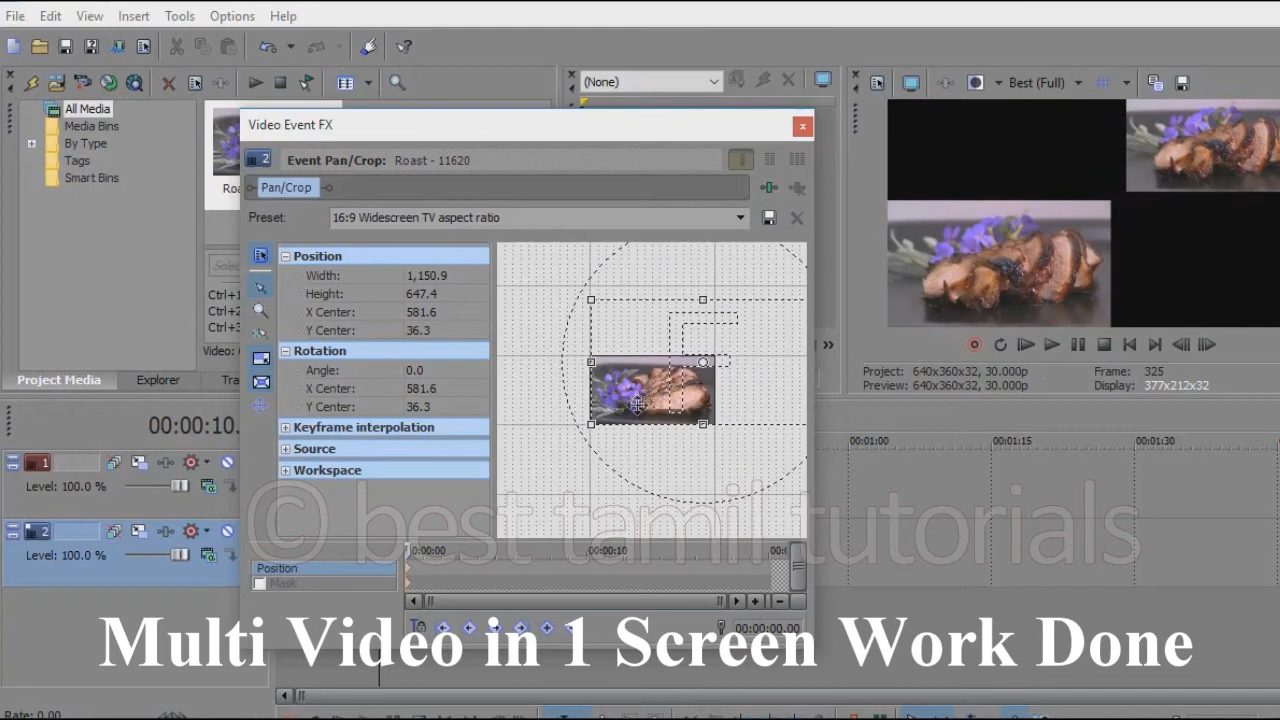 File Edit View Insert Tools Options Help
(None)
Best (Full)
All Media
Media Bins
By Type
Tags
Smart Bins
Video Event FX
Event Pan/Crop: Roast - 11620
Pan/Crop
Preset: 16:9 Widescreen TV aspect ratio
Position
Width: 1,150.9
Height: 647.4
X Center: 581.6
Y Center: 36.3
Rotation
Angle: 0.0
X Center: 581.6
Y Center: 36.3
Keyframe interpolation
Source
Workspace
Ctrl+1
Ctrl+2
Ctrl+3
Video:
Project Media Explorer
Project: 640x360x32, 30.000p Frame: 325
Preview: 640x360x32, 30.000p Display: 377x212x32
00:00:10.
00:01:00 00:01:15 00:01:30
1
Level: 100.0 %
2
Level: 100.0 %
0:00:00 00:00:10
Position
Mask
00:00:00.00
© best tamil tutorials
Multi Video in 1 Screen Work Done
Rate: 0.00